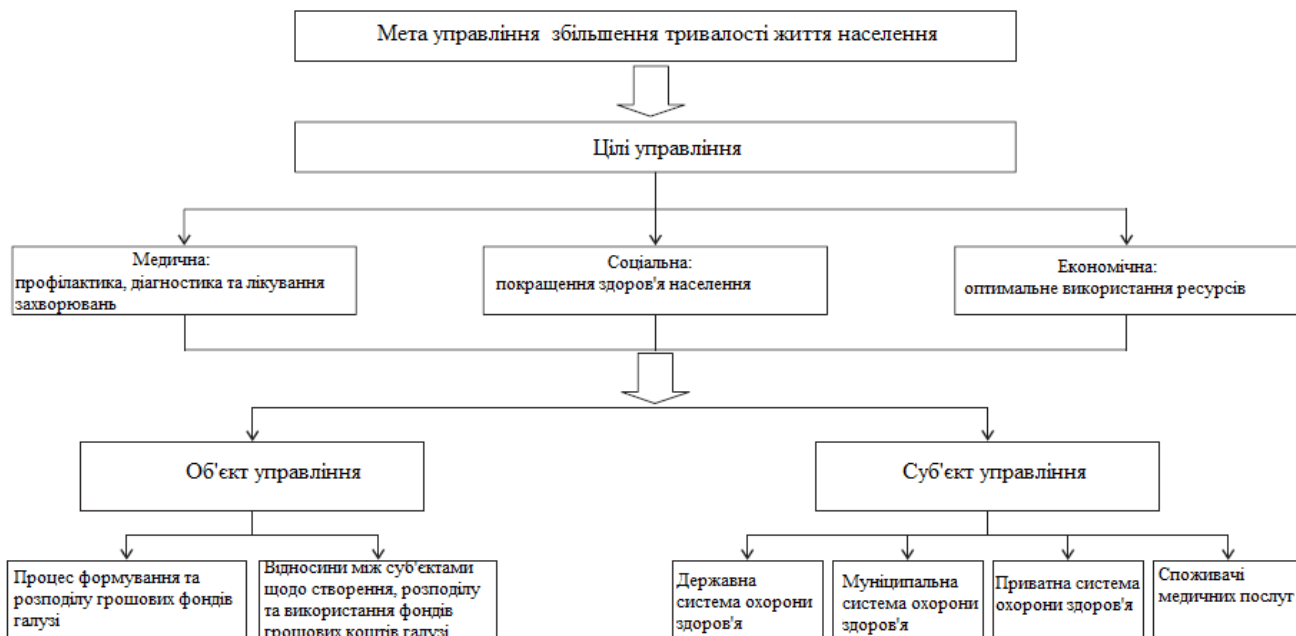 Мета управління збільшення тривалості життя населення
Цілі управління
Медична:
профілактика, діагностика та лікування
захворювань
Соціальна:
покращення здоров'я населення
Економічна:
оптимальне використання ресурсів
Об'єкт управління
Суб'єкт управління
Процес формування та
розподілу грошових фондів
галузі
Відносини між суб'єктами
щодо створення, розподілу
та використання фондів
грошових коштів галузі
Державна
система охорони
здоров'я
Муніципальна
система охорони
здоров'я
Приватна система
охорони здоров'я
Споживачі
медичних послуг